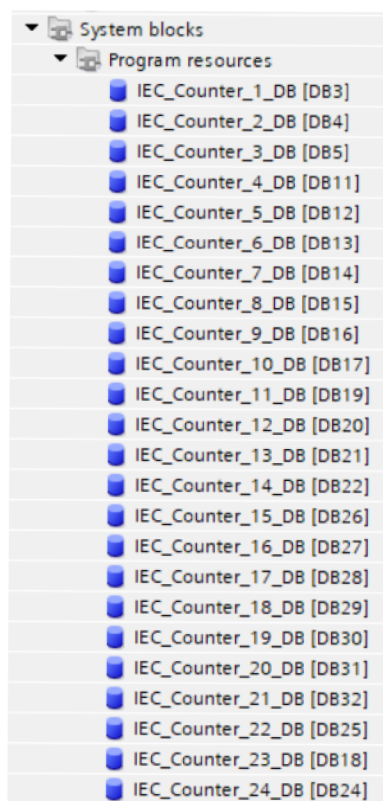 System blocks
Program resources
IEC_Counter_1_DB [DB3]
IEC_Counter_2_DB [DB4]
IEC_Counter_3_DB [DB5]
IEC_Counter_4_DB [DB11]
IEC_Counter_5_DB [DB12]
IEC_Counter_6_DB [DB13]
IEC_Counter_7_DB [DB14]
IEC_Counter_8_DB [DB15]
IEC_Counter_9_DB [DB16]
IEC_Counter_10_DB [DB17]
IEC_Counter_11_DB [DB19]
IEC_Counter_12_DB [DB20]
IEC_Counter_13_DB [DB21]
IEC_Counter_14_DB [DB22]
IEC_Counter_15_DB [DB26]
IEC_Counter_16_DB [DB27]
IEC_Counter_17_DB [DB28]
IEC_Counter_18_DB [DB29]
IEC_Counter_19_DB [DB30]
IEC_Counter_20_DB [DB31]
IEC_Counter_21_DB [DB32]
IEC_Counter_22_DB [DB25]
IEC_Counter_23_DB [DB18]
IEC_Counter_24_DB [DB24]